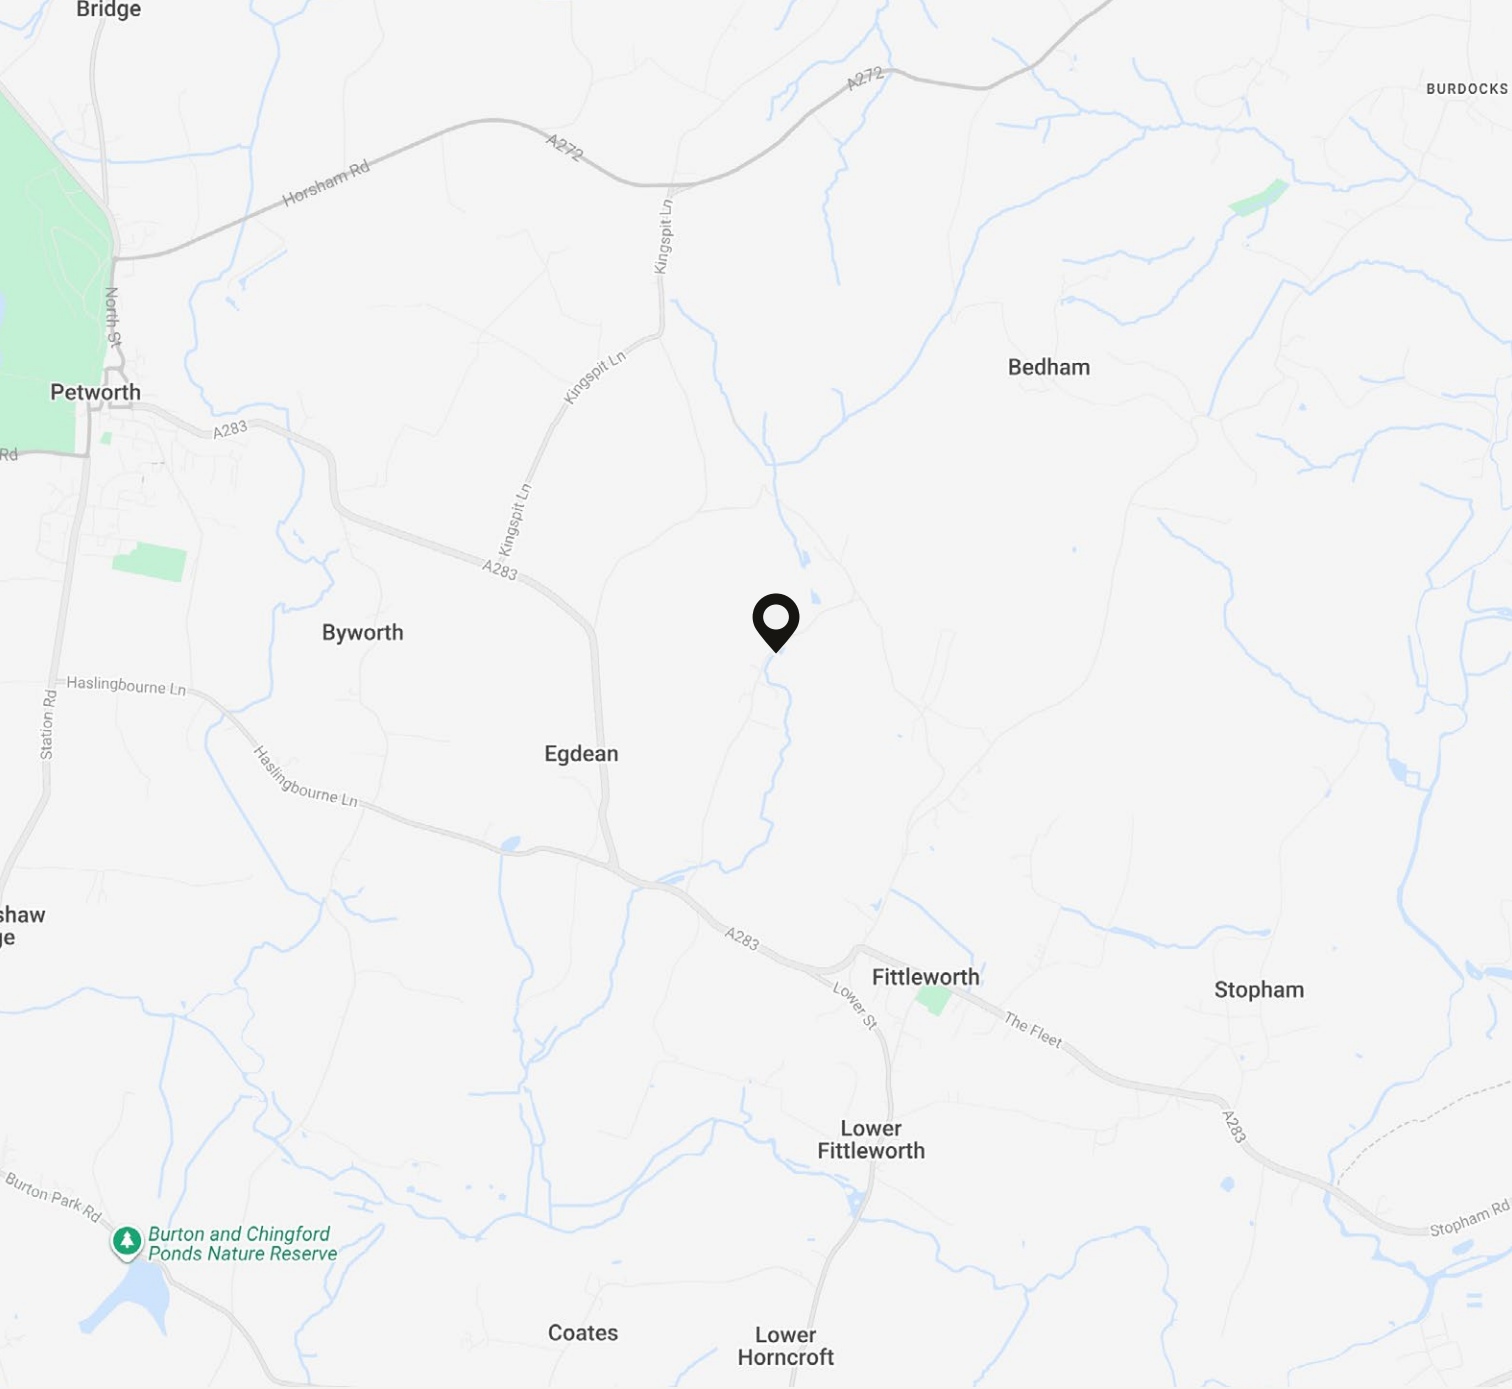 Bridge
A272
BURDOCKS
A272
Horsham Rd
Kingspit Ln
North St
Kingspit Ln
Bedham
Petworth
A283
Rd
Kingspit Ln
A283
Byworth
Haslingbourne Ln
Station Rd
Egdean
Haslingbourne Ln
shaw
ge
A283
Fittleworth
Stopham
Lower St
The Fleet
A283
Lower
Fittleworth
Burton Park Rd
Stopham Rd
Burton and Chingford
Ponds Nature Reserve
Coates
Lower
Horncroft